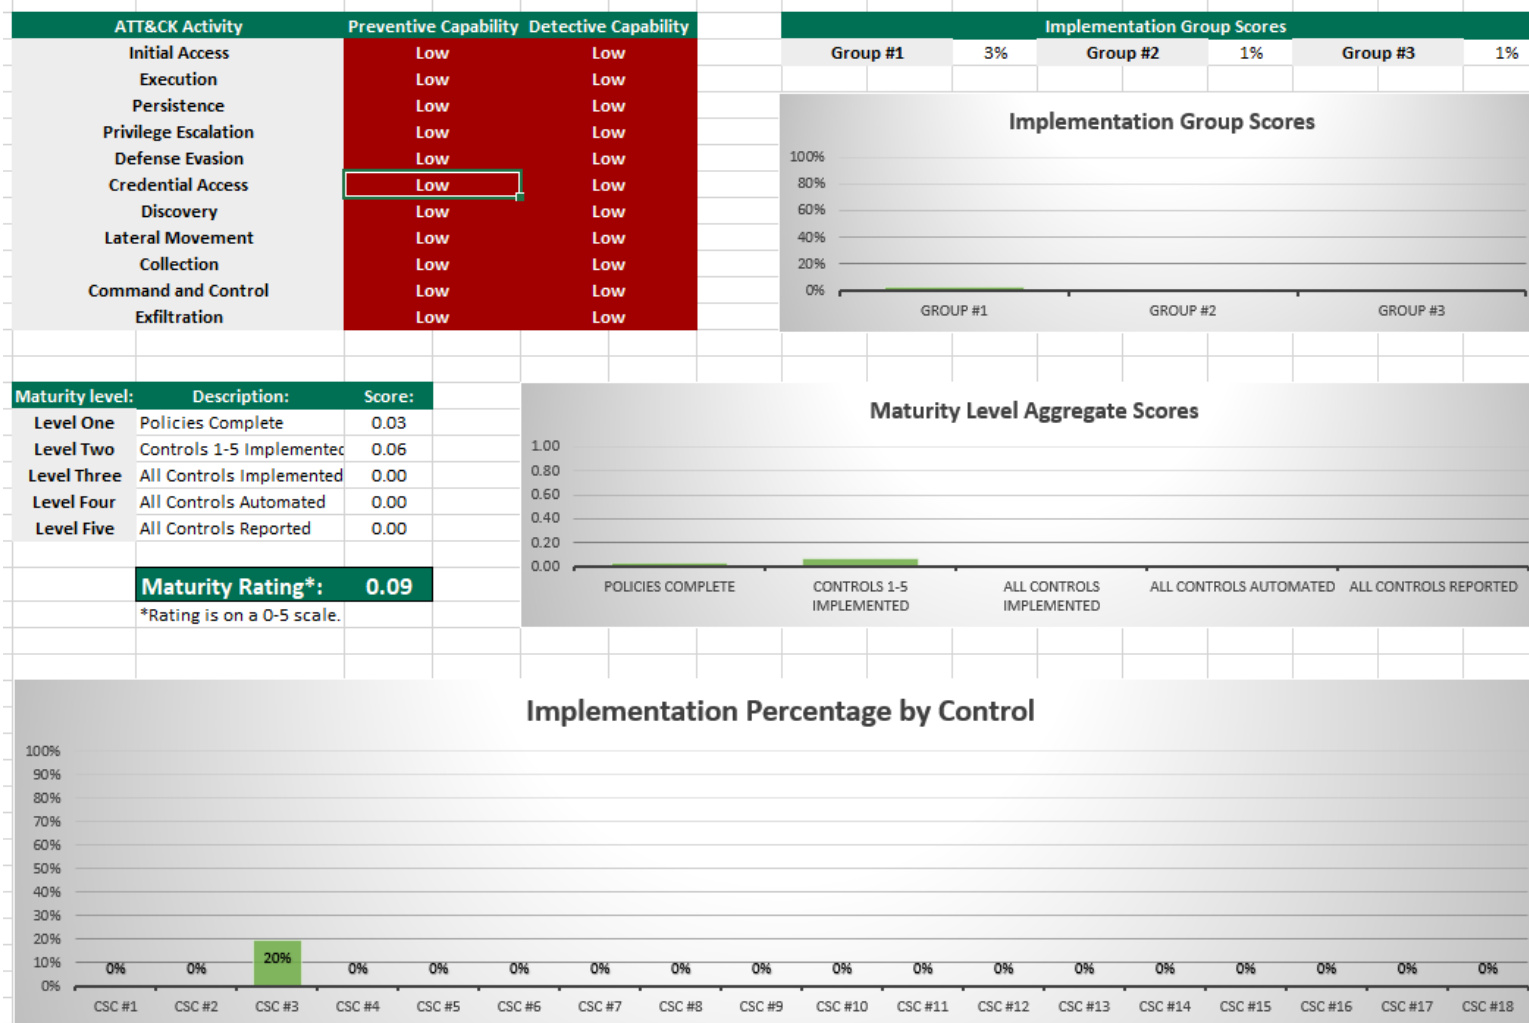 ATT&CK Activity Preventive Capability Detective Capability
Initial Access Low Low
Execution Low Low
Persistence Low Low
Privilege Escalation Low Low
Defense Evasion Low Low
Credential Access Low Low
Discovery Low Low
Lateral Movement Low Low
Collection Low Low
Command and Control Low Low
Exfiltration Low Low
Implementation Group Scores
Group #1 3% Group #2 1% Group #3 1%
Implementation Group Scores
100%
80%
60%
40%
20%
0%
GROUP #1 GROUP #2 GROUP #3
Maturity level: Description: Score:
Level One Policies Complete 0.03
Level Two Controls 1-5 Implemented 0.06
Level Three All Controls Implemented 0.00
Level Four All Controls Automated 0.00
Level Five All Controls Reported 0.00
Maturity Rating*: 0.09
*Rating is on a 0-5 scale.
Maturity Level Aggregate Scores
1.00
0.80
0.60
0.40
0.20
0.00
POLICIES COMPLETE CONTROLS 1-5 ALL CONTROLS ALL CONTROLS AUTOMATED ALL CONTROLS REPORTED
IMPLEMENTED IMPLEMENTED
Implementation Percentage by Control
100%
90%
80%
70%
60%
50%
40%
30%
20%
10%
0%
0% 0% 20% 0% 0% 0% 0% 0% 0% 0% 0% 0% 0% 0% 0% 0% 0% 0%
CSC #1 CSC #2 CSC #3 CSC #4 CSC #5 CSC #6 CSC #7 CSC #8 CSC #9 CSC #10 CSC #11 CSC #12 CSC #13 CSC #14 CSC #15 CSC #16 CSC #17 CSC #18